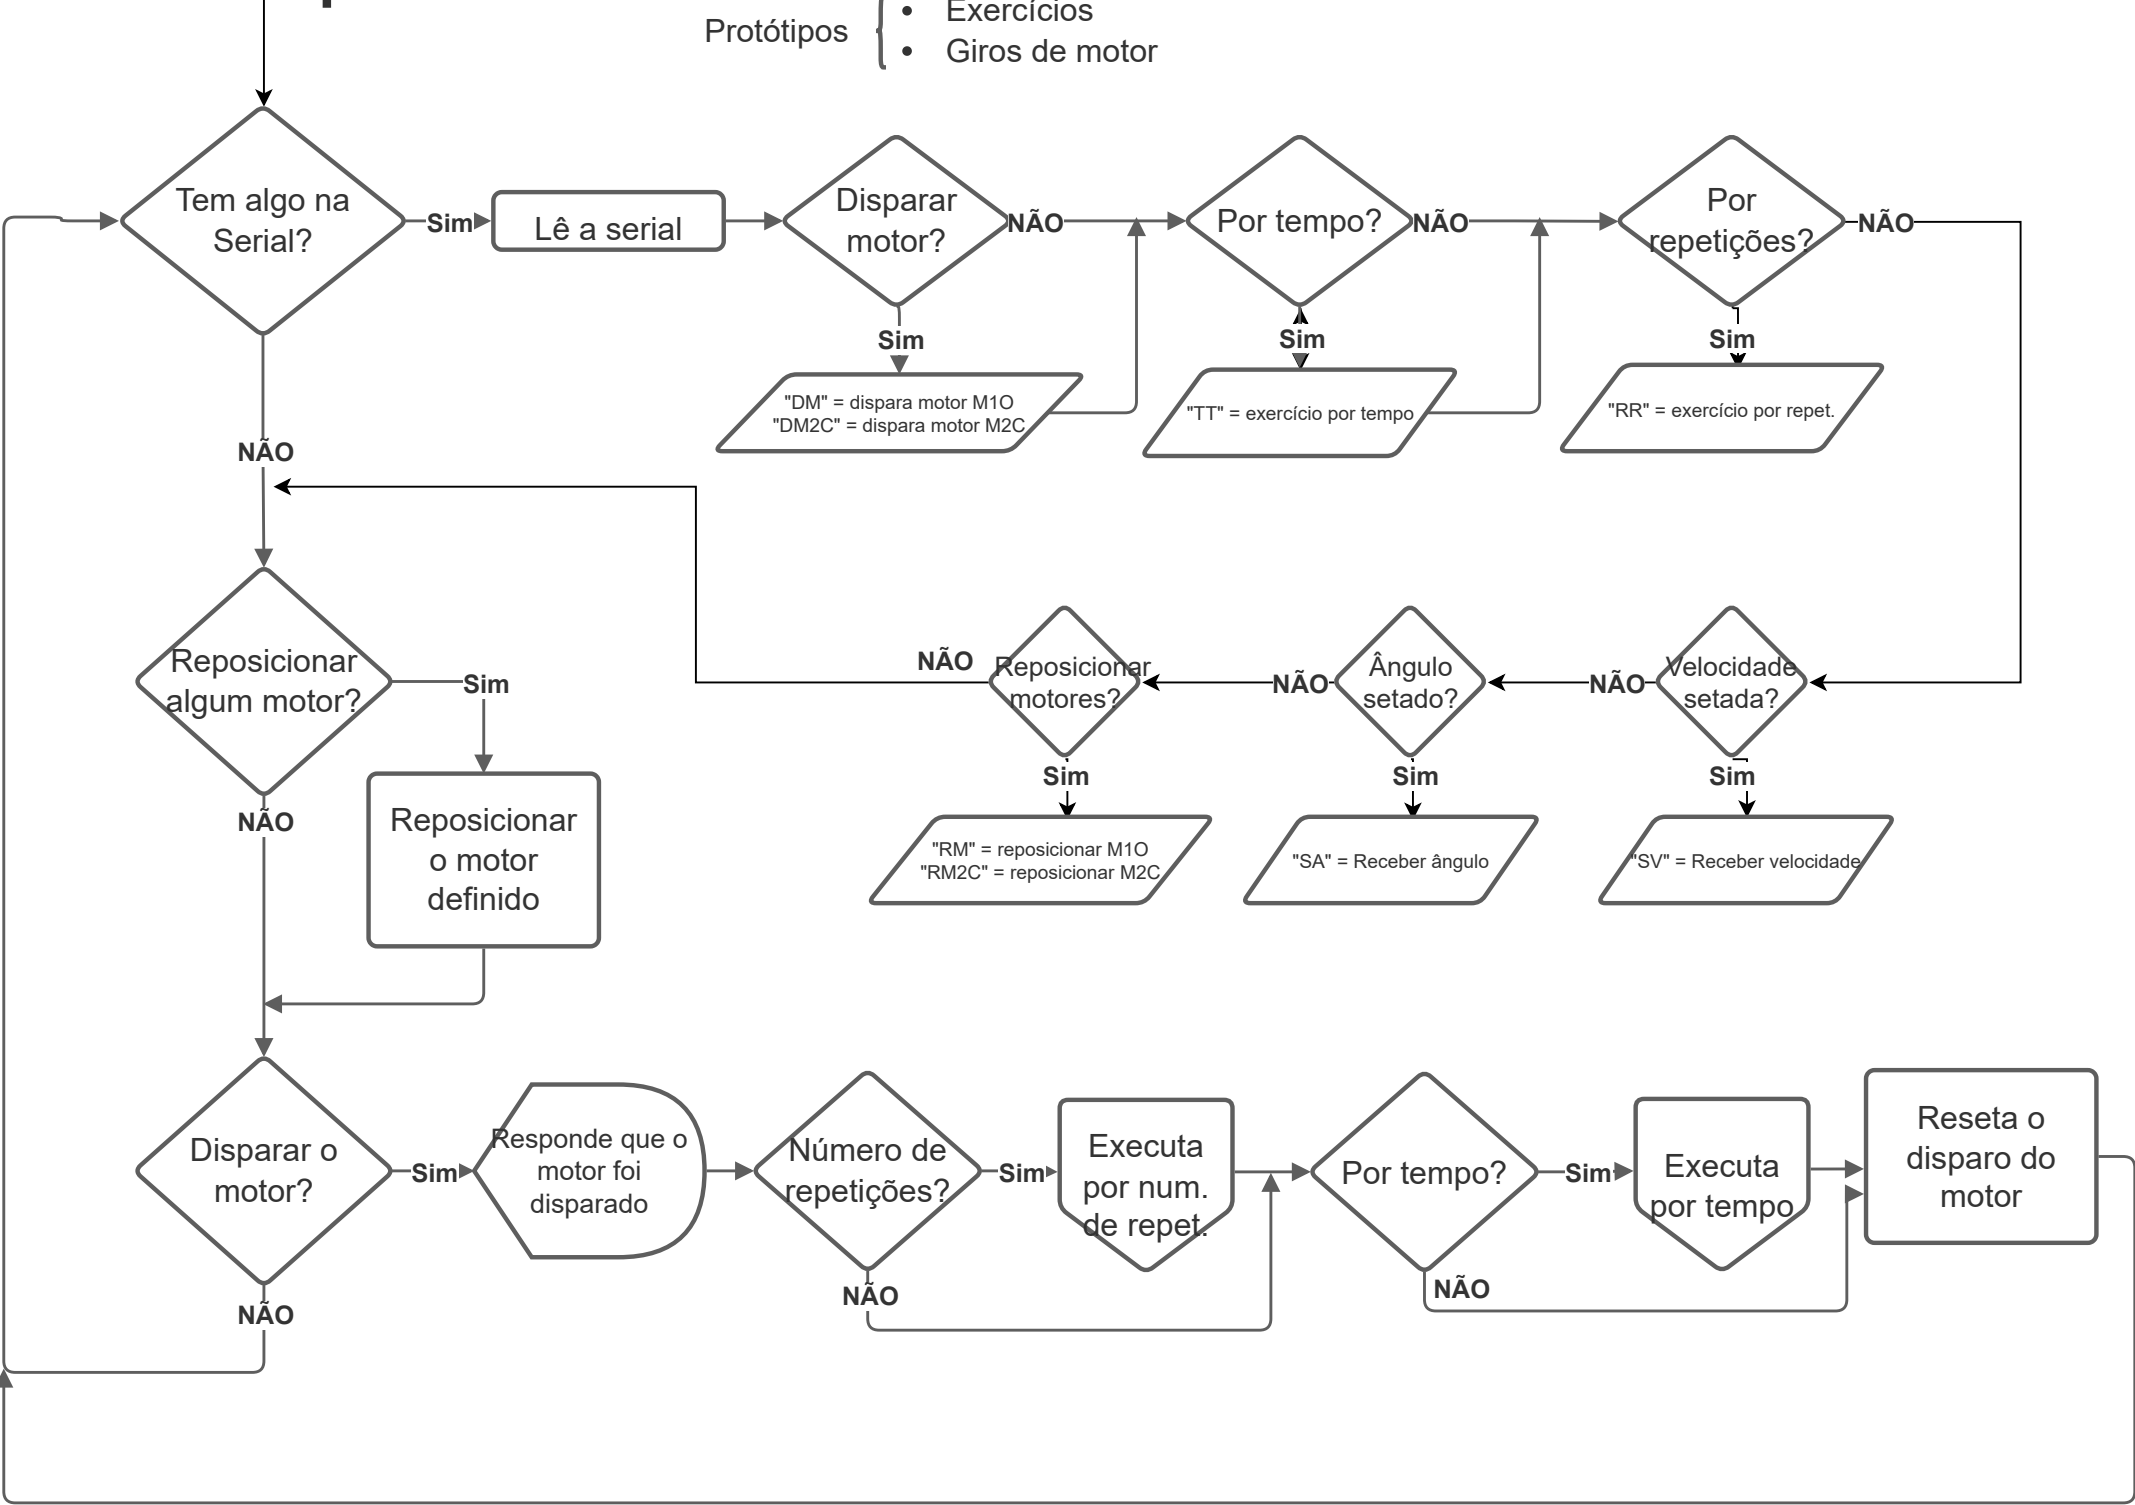 Exercícios
Protótipos
Giros de motor
Tem algo na
Serial?
Sim
Lê a serial
Disparar
motor?
NÃO
Por tempo?
NÃO
Por
repetições?
NÃO
Sim
Sim
Sim
"DM" = dispara motor M1O
"DM2C" = dispara motor M2C
"TT" = exercício por tempo
"RR" = exercício por repet.
NÃO
Reposicionar
algum motor?
Sim
NÃO
Reposicionar
motores?
NÃO
Ângulo
setado?
NÃO
Velocidade
setada?
Sim
Sim
Sim
Reposicionar
o motor
definido
NÃO
"RM" = reposicionar M1O
"RM2C" = reposicionar M2C
"SA" = Receber ângulo
"SV" = Receber velocidade
Disparar o
motor?
Sim
Responde que o
motor foi
disparado
Número de
repetições?
Sim
Executa
por num.
de repet.
Por tempo?
Sim
Executa
por tempo
Reseta o
disparo do
motor
NÃO
NÃO
NÃO